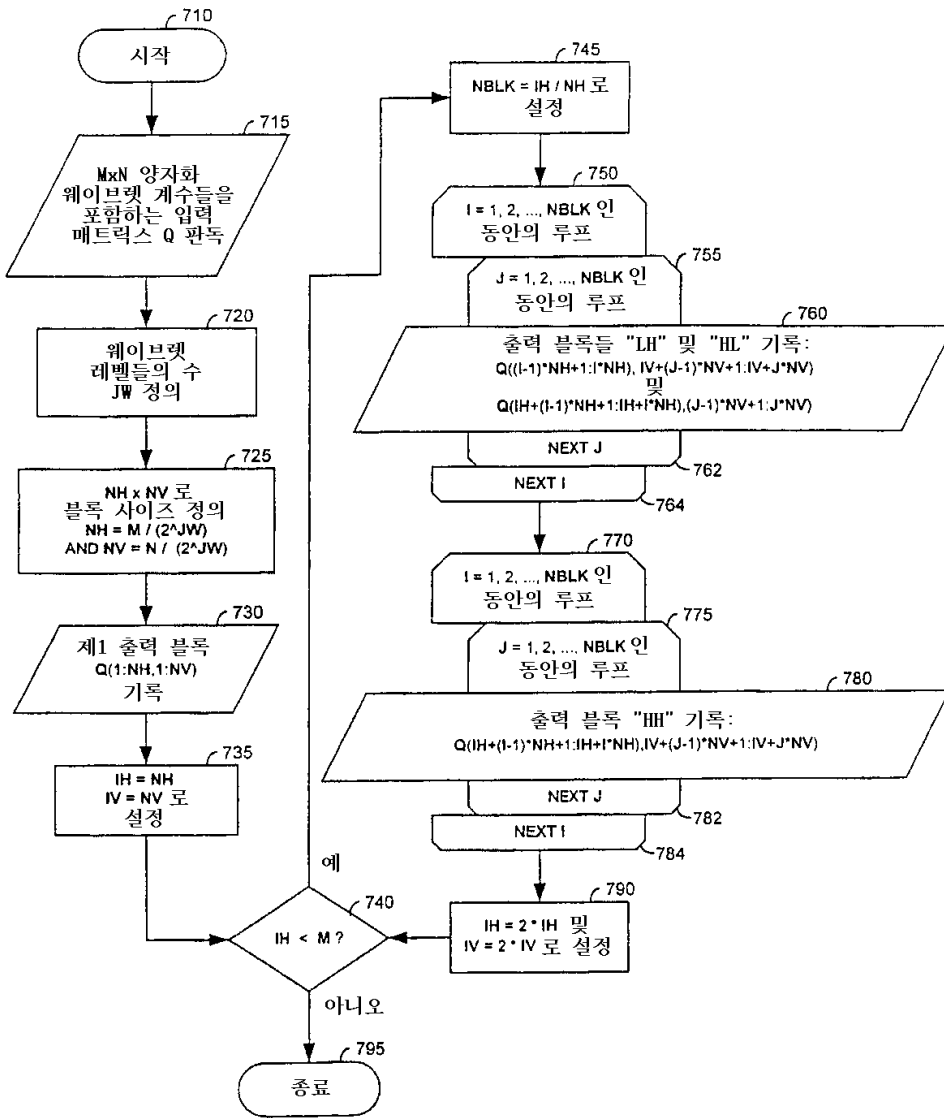 710
시작
715
MxN 양자화
웨이브렛 계수들을
포함하는 입력
매트릭스 Q 판독
720
웨이브렛
레벨들의 수
JW 정의
725
NH x NV 로
블록 사이즈 정의
NH = M / (2^JW)
AND NV = N / (2^JW)
730
제1 출력 블록
Q(1:NH,1:NV)
기록
735
IH = NH
IV = NV 로
설정
740
IH < M ?
예
아니오
795
종료
745
NBLK = IH / NH 로
설정
750
I = 1, 2, ..., NBLK 인
동안의 루프
755
J = 1, 2, ..., NBLK 인
동안의 루프
760
출력 블록들 "LH" 및 "HL" 기록:
Q((I-1)*NH+1:I*NH), IV+(J-1)*NV+1:IV+J*NV)
및
Q(IH+(I-1)*NH+1:IH+I*NH),(J-1)*NV+1:J*NV)
NEXT J
762
NEXT I
764
770
I = 1, 2, ..., NBLK 인
동안의 루프
775
J = 1, 2, ..., NBLK 인
동안의 루프
780
출력 블록 "HH" 기록:
Q(IH+(I-1)*NH+1:IH+I*NH),IV+(J-1)*NV+1:IV+J*NV)
NEXT J
782
NEXT I
784
790
IH = 2 * IH 및
IV = 2 * IV 로 설정